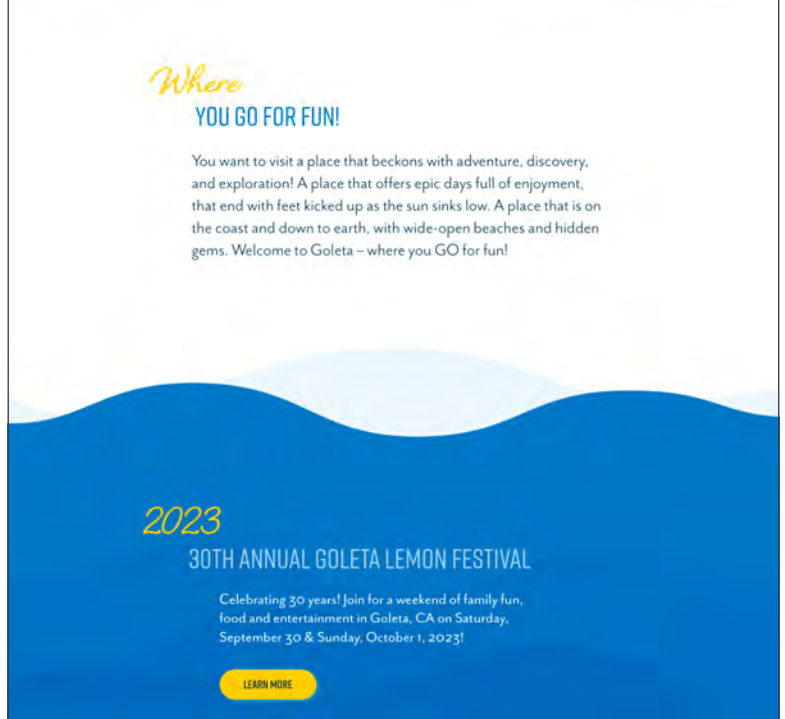 Where
YOU GO FOR FUN!
You want to visit a place that beckons with adventure, discovery,
and exploration! A place that offers epic days full of enjoyment,
that end with feet kicked up as the sun sinks low. A place that is on
the coast and down to earth, with wide-open beaches and hidden
gems. Welcome to Goleta – where you GO for fun!
2023
30TH ANNUAL GOLETA LEMON FESTIVAL
Celebrating 30 years! Join for a weekend of family fun,
food and entertainment in Goleta, CA on Saturday,
September 30 & Sunday, October 1, 2023!
LEARN MORE